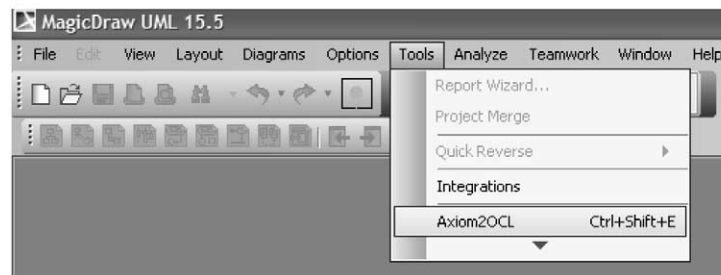 MagicDraw UML 15.5
File Edit View Layout Diagrams Options Tools Analyze Teamwork Window Help
Report Wizard...
Project Merge
Quick Reverse
Integrations
Axiom2OCL Ctrl+Shift+E